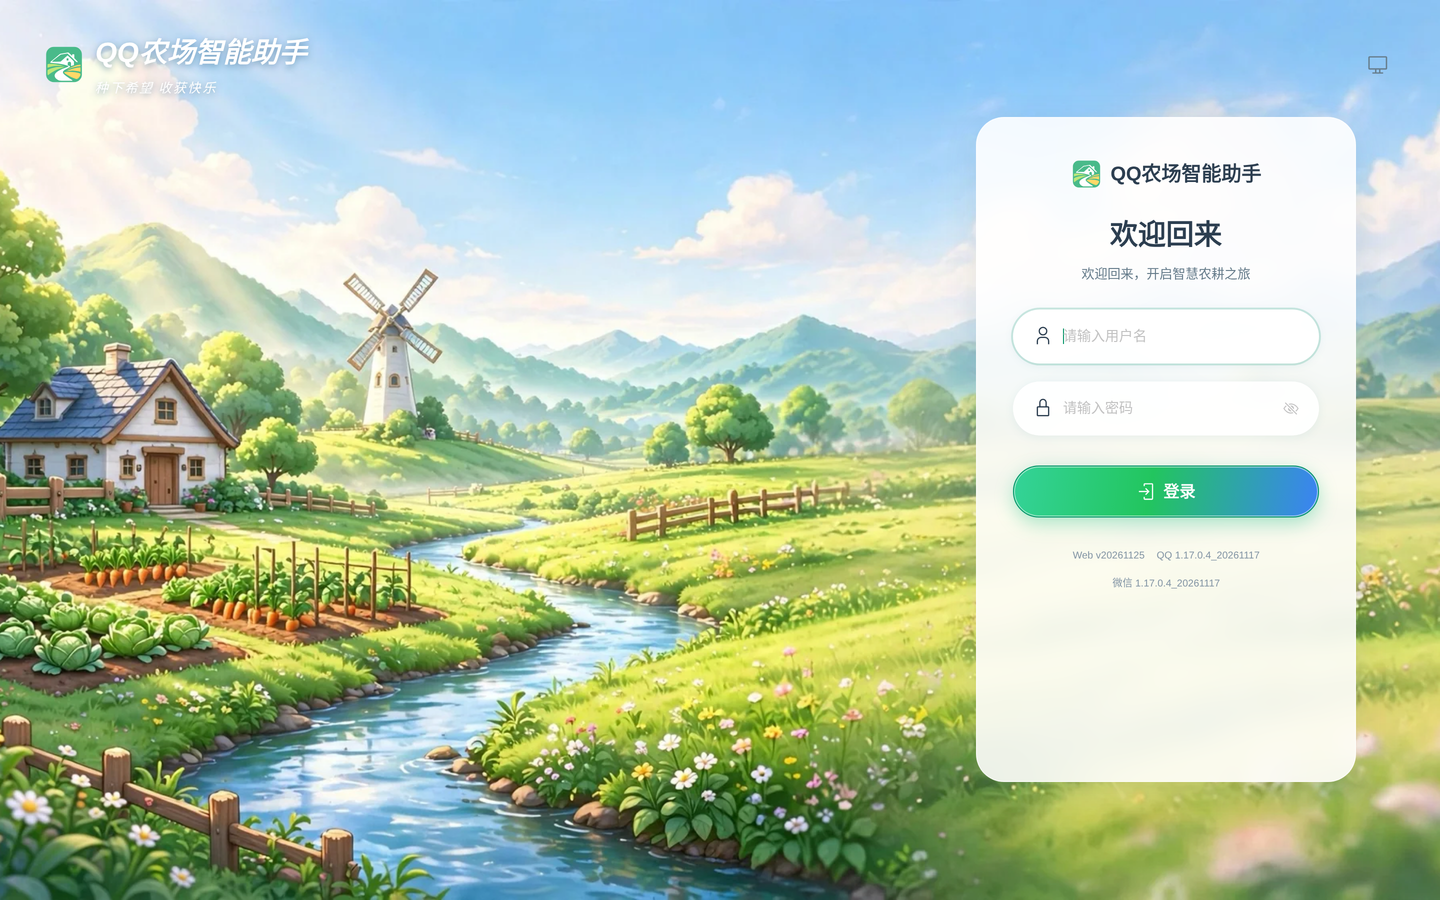 QQ农场智能助手
种下希望 收获快乐
QQ农场智能助手
欢迎回来
欢迎回来，开启智慧农耕之旅
请输入用户名
请输入密码
登录
Web v20261125 QQ 1.17.0.4_20261117
微信 1.17.0.4_20261117